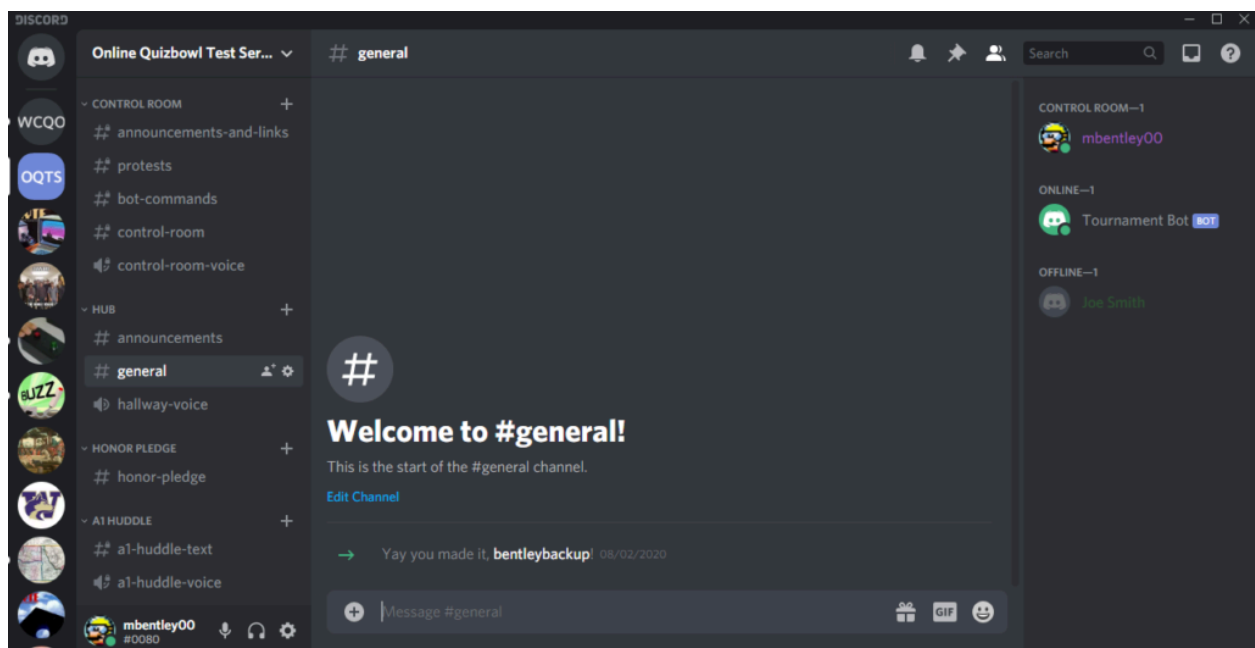 DISCORD
WCQO
OQTS
BUZZ
W
Online Quizbowl Test Ser...
CONTROL ROOM
announcements-and-links
protests
bot-commands
control-room
control-room-voice
HUB
announcements
general
hallway-voice
HONOR PLEDGE
honor-pledge
A1 HUDDLE
a1-huddle-text
a1-huddle-voice
mbentley00
#0080
# general
Search
#
Welcome to #general!
This is the start of the #general channel.
Edit Channel
Yay you made it, bentleybackup! 08/02/2020
Message #general
GIF
CONTROL ROOM—1
mbentley00
ONLINE—1
Tournament Bot BOT
OFFLINE—1
Joe Smith